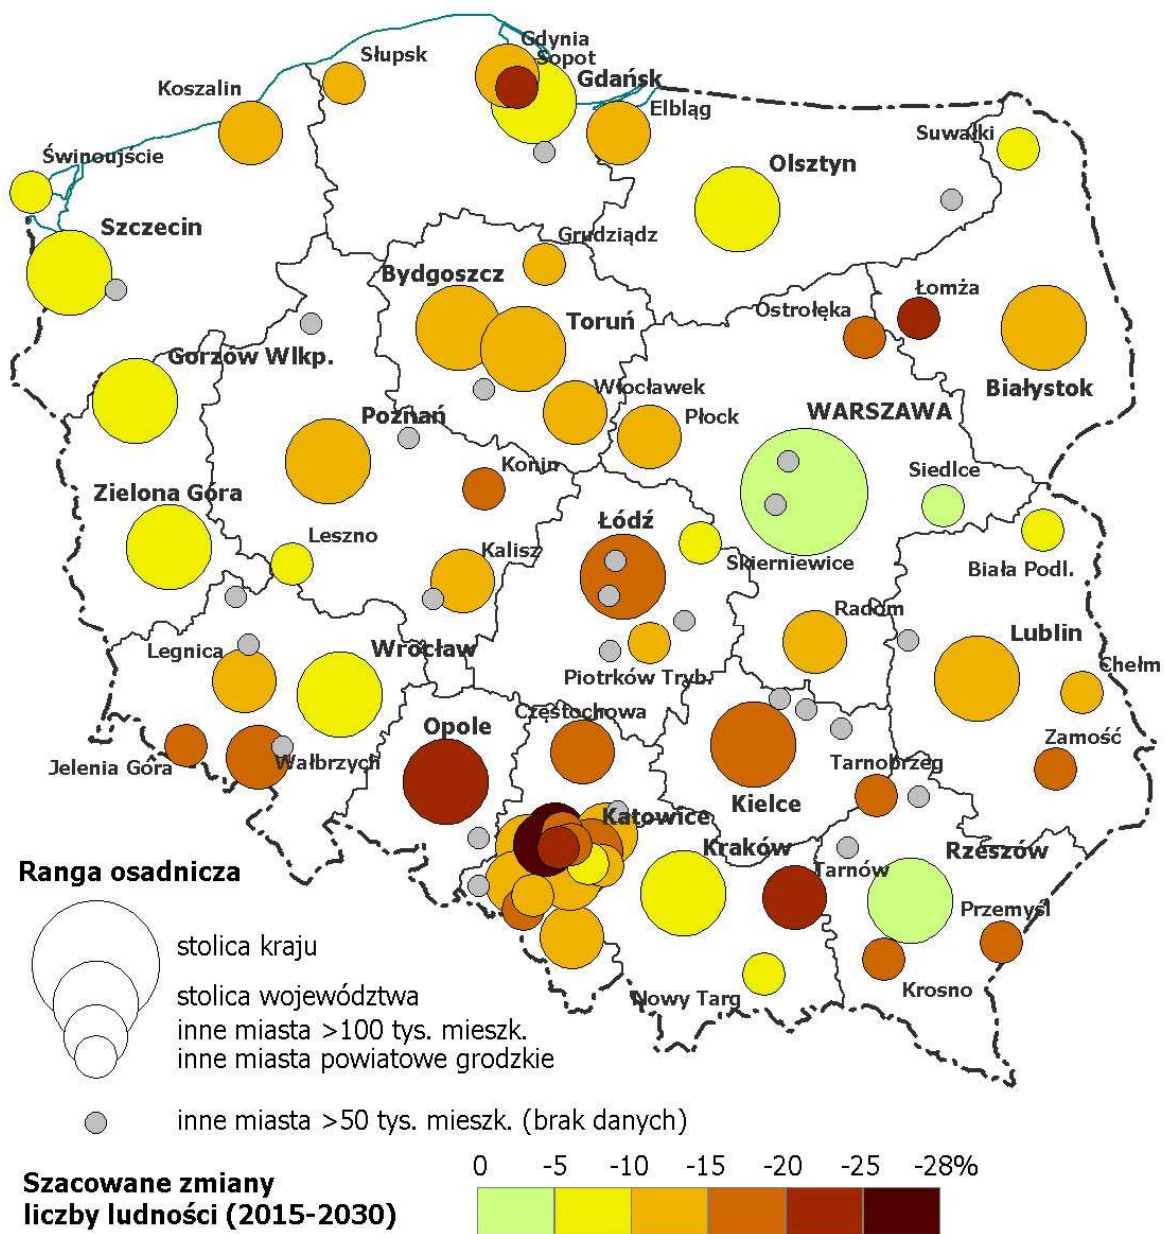 Gdynia
Słupsk
Sopot
Gdańsk
Koszalin
Elbląg
Suwałki
Świnoujście
Olsztyn
Szczecin
Grudziądz
Bydgoszcz
Łomża
Ostrołęka
Toruń
Gorzów Wlkp.
Włocławek
Białystok
Poznań
Płock
WARSZAWA
Konin
Siedlce
Zielona Góra
Łódź
Leszno
Kalisz
Skierniewice
Biała Podl.
Radom
Lublin
Wrocław
Legnica
Chełm
Piotrków Tryb.
Częstochowa
Opole
Zamość
Jelenia Góra
Wałbrzych
Tarnobrzeg
Kielce
Katowice
Kraków
Rzeszów
Tarnów
Przemyśl
Krosno
Nowy Targ
Ranga osadnicza
stolica kraju
stolica województwa
inne miasta >100 tys. mieszk.
inne miasta powiatowe grodzkie
inne miasta >50 tys. mieszk. (brak danych)
0 -5 -10 -15 -20 -25 -28%
Szacowane zmiany
liczby ludności (2015-2030)